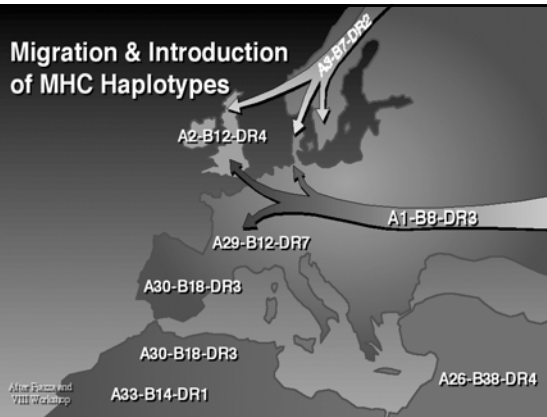 Migration & Introduction
of MHC Haplotypes
A3-B7-DR2
A2-B12-DR4
A1-B8-DR3
A29-B12-DR7
A30-B18-DR3
A30-B18-DR3
A26-B38-DR4
A33-B14-DR1
After Piazza and
VIII Workshop